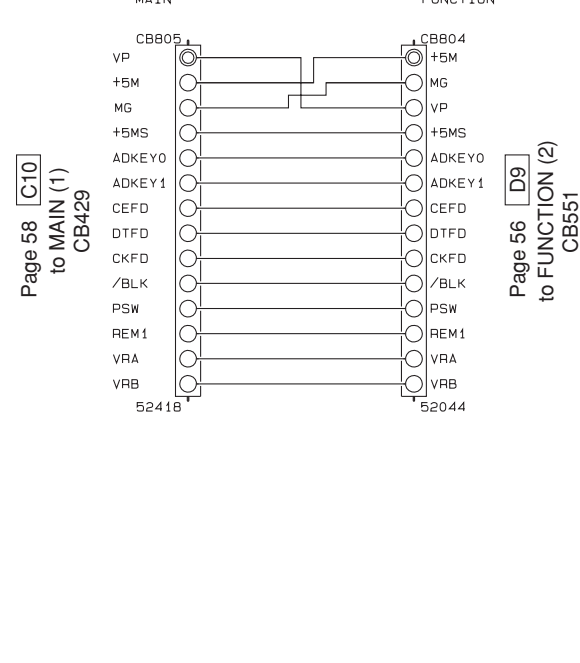 MAIN FUNCTION
CB805 CB804
VP +5M
+5M MG
MG VP
+5MS +5MS
ADKEY0 ADKEY0
ADKEY1 ADKEY1
CEFD CEFD
DTFD DTFD
CKFD CKFD
/BLK /BLK
PSW PSW
REM1 REM1
VRA VRA
VRB VRB
52418 52044
Page 58 C10
to MAIN (1)
CB429
Page 56 D9
to FUNCTION (2)
CB551